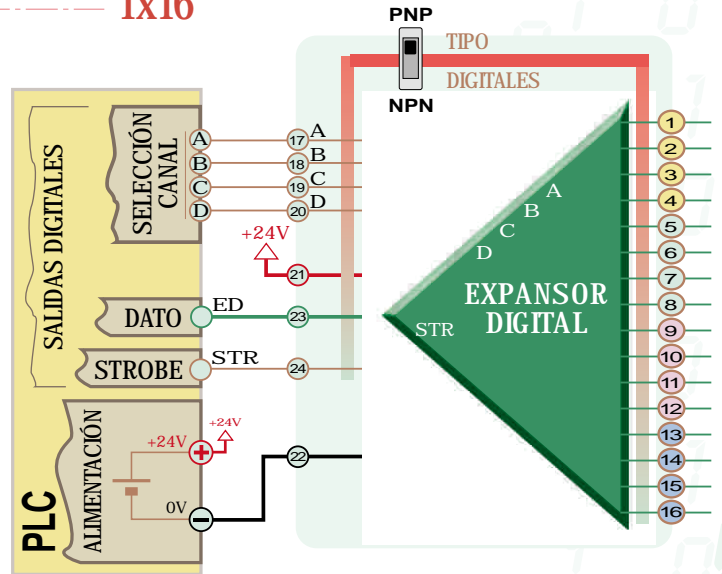 1x16
PNP
TIPO
DIGITALES
NPN
SALIDAS DIGITALES
SELECCIÓN
CANAL
A
B
C
D
17
A
18
B
19
C
20
D
+24V
21
DATO
ED
23
STROBE
STR
24
PLC
ALIMENTACIÓN
+24V
+24V
0V
22
A
B
C
D
STR
EXPANSOR
DIGITAL
1
2
3
4
5
6
7
8
9
10
11
12
13
14
15
16